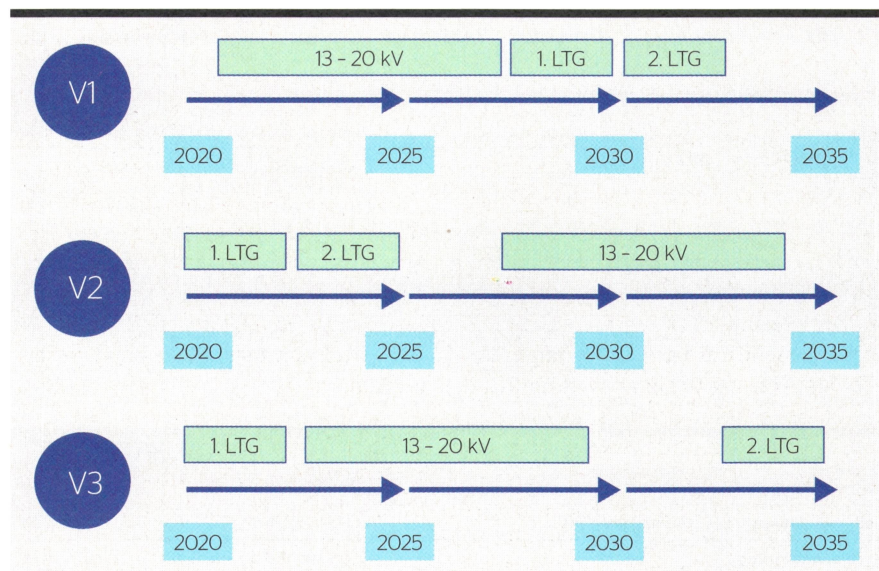 13 – 20 kV 1. LTG 2. LTG
V1
2020 2025 2030 2035
1. LTG 2. LTG 13 – 20 kV
V2
2020 2025 2030 2035
1. LTG 13 – 20 kV 2. LTG
V3
2020 2025 2030 2035